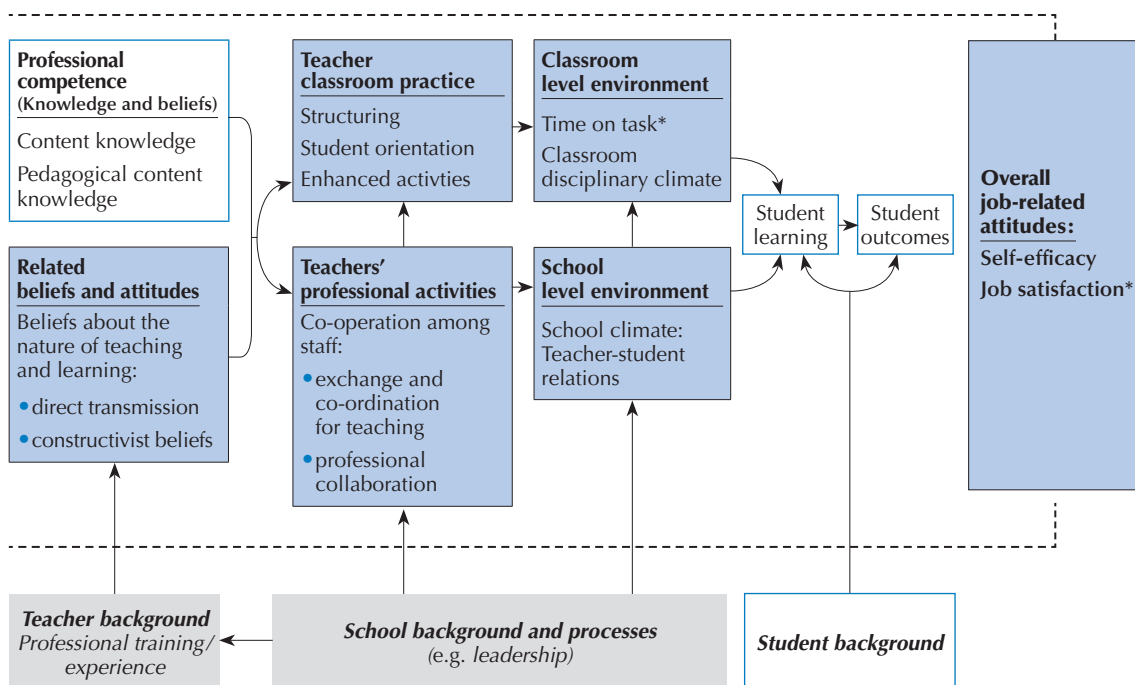 Professional
competence
(Knowledge and beliefs)
Content knowledge
Pedagogical content
knowledge
Related
beliefs and attitudes
Beliefs about the
nature of teaching
and learning:
• direct transmission
• constructivist beliefs
Teacher
classroom practice
Structuring
Student orientation
Enhanced activties
Teachers'
professional activities
Co-operation among
staff:
• exchange and
co-ordination
for teaching
• professional
collaboration
Classroom
level environment
Time on task*
Classroom
disciplinary climate
School
level environment
School climate:
Teacher-student
relations
Student
learning
Student
outcomes
Overall
job-related
attitudes:
Self-efficacy
Job satisfaction*
Teacher background
Professional training/
experience
School background and processes
(e.g. leadership)
Student background